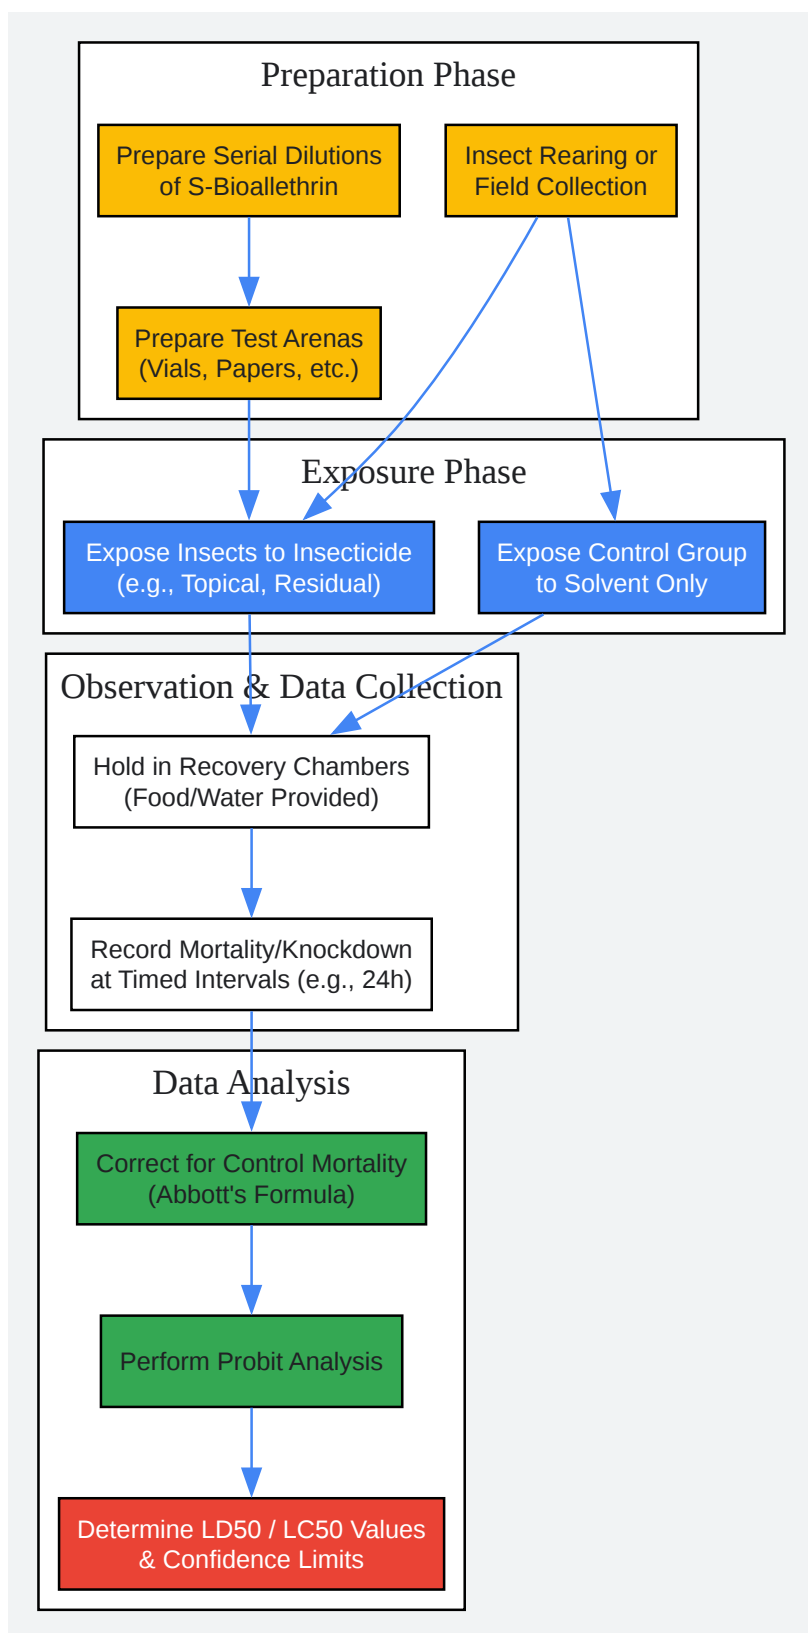 Preparation Phase
Prepare Serial Dilutions
of S-Bioallethrin
Insect Rearing or
Field Collection
Prepare Test Arenas
(Vials, Papers, etc.)
Exposure Phase
Expose Insects to Insecticide
(e.g., Topical, Residual)
Expose Control Group
to Solvent Only
Observation & Data Collection
Hold in Recovery Chambers
(Food/Water Provided)
Record Mortality/Knockdown
at Timed Intervals (e.g., 24h)
Data Analysis
Correct for Control Mortality
(Abbott's Formula)
Perform Probit Analysis
Determine LD50 / LC50 Values
& Confidence Limits